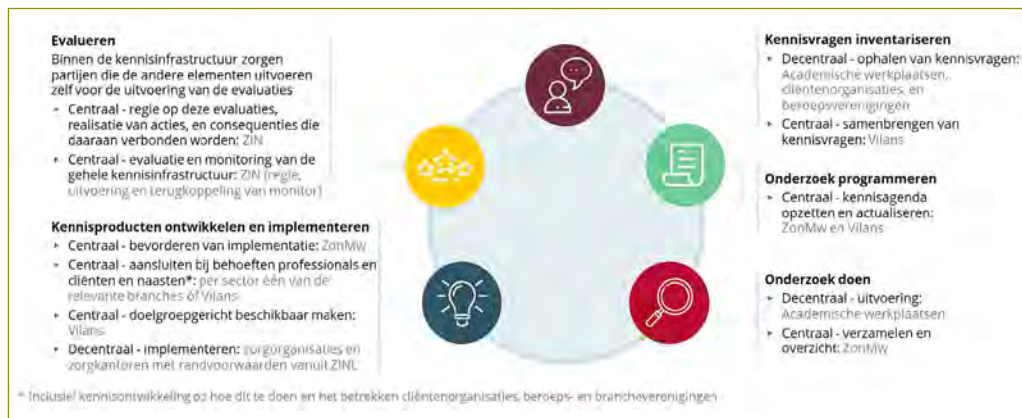 Evalueren
Binnen de kennisinfrastructuur zorgen
partijen die de andere elementen uitvoeren
zelf voor de uitvoering van de evaluaties
▸ Centraal - regie op deze evaluaties,
realisatie van acties, en consequenties die
daaraan verbonden worden: ZIN
▸ Centraal - evaluatie en monitoring van de
gehele kennisinfrastructuur: ZIN (regie,
uitvoering en terugkoppeling van monitor)
Kennisproducten ontwikkelen en implementeren
▸ Centraal - bevorderen van implementatie: ZonMw
▸ Centraal - aansluiten bij behoeften professionals en
cliënten en naasten*: per sector één van de
relevante branches óf Vilans
▸ Centraal - doelgroepgericht beschikbaar maken:
Vilans
▸ Decentraal - implementeren: zorgorganisaties en
zorgkantoren met randvoorwaarden vanuit ZINL
Kennisvragen inventariseren
▸ Decentraal - ophalen van kennisvragen:
Academische werkplaatsen,
cliëntenorganisaties, en
beroepsverenigingen
▸ Centraal - samenbrengen van
kennisvragen: Vilans
Onderzoek programmeren
▸ Centraal - kennisagenda
opzetten en actualiseren:
ZonMw en Vilans
Onderzoek doen
▸ Decentraal - uitvoering:
Academische werkplaatsen
▸ Centraal - verzamelen en
overzicht: ZonMw
* Inclusief kennisontwikkeling op hoe dit te doen en het betrekken cliëntenorganisaties, beroeps- en brancheverenigingen